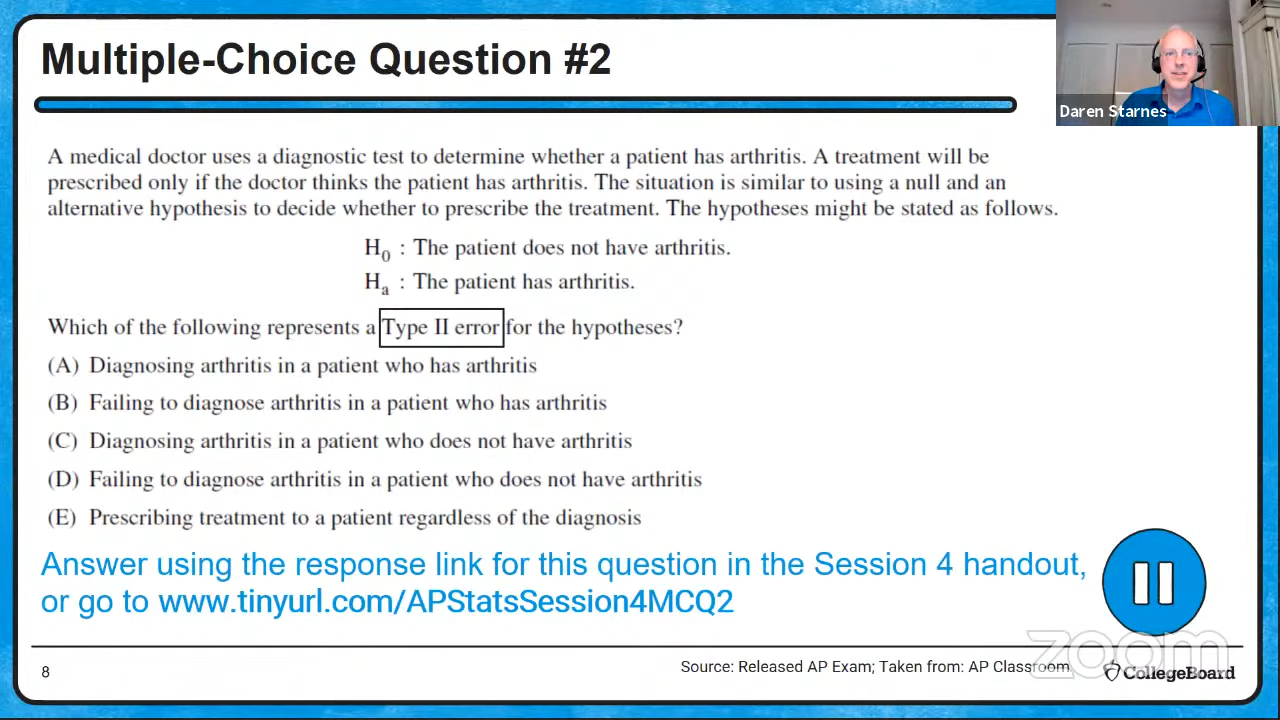 Multiple-Choice Question #2
Daren Starnes
A medical doctor uses a diagnostic test to determine whether a patient has arthritis. A treatment will be
prescribed only if the doctor thinks the patient has arthritis. The situation is similar to using a null and an
alternative hypothesis to decide whether to prescribe the treatment. The hypotheses might be stated as follows.
H₀ : The patient does not have arthritis.
Hₐ : The patient has arthritis.
Which of the following represents a Type II error for the hypotheses?
(A) Diagnosing arthritis in a patient who has arthritis
(B) Failing to diagnose arthritis in a patient who has arthritis
(C) Diagnosing arthritis in a patient who does not have arthritis
(D) Failing to diagnose arthritis in a patient who does not have arthritis
(E) Prescribing treatment to a patient regardless of the diagnosis
Answer using the response link for this question in the Session 4 handout,
or go to www.tinyurl.com/APStatsSession4MCQ2
zoom
8
Source: Released AP Exam; Taken from: AP Classroom
CollegeBoard